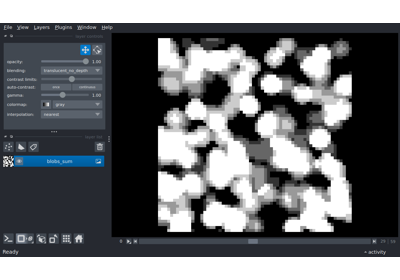 File View Layers Plugins Window Help
opacity: 1.00
blending: translucent_no_depth
contrast limits:
auto-contrast: once continuous
gamma: 1.00
colormap: gray
interpolation: nearest
blobs_sum
Ready
activity